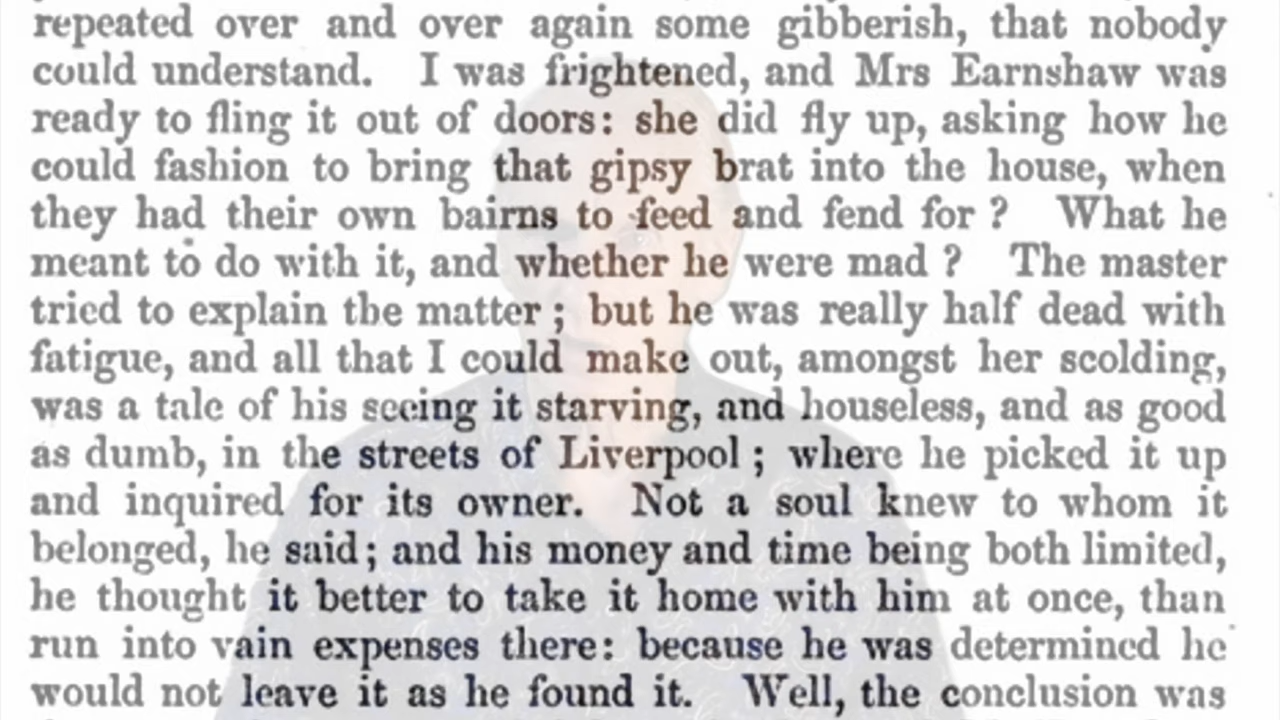 repeated over and over again some gibberish, that nobody
could understand. I was frightened, and Mrs Earnshaw was
ready to fling it out of doors: she did fly up, asking how he
could fashion to bring that gipsy brat into the house, when
they had their own bairns to feed and fend for ? What he
meant to do with it, and whether he were mad ? The master
tried to explain the matter ; but he was really half dead with
fatigue, and all that I could make out, amongst her scolding,
was a tale of his seeing it starving, and houseless, and as good
as dumb, in the streets of Liverpool ; where he picked it up
and inquired for its owner. Not a soul knew to whom it
belonged, he said ; and his money and time being both limited,
he thought it better to take it home with him at once, than
run into vain expenses there: because he was determined he
would not leave it as he found it. Well, the conclusion was